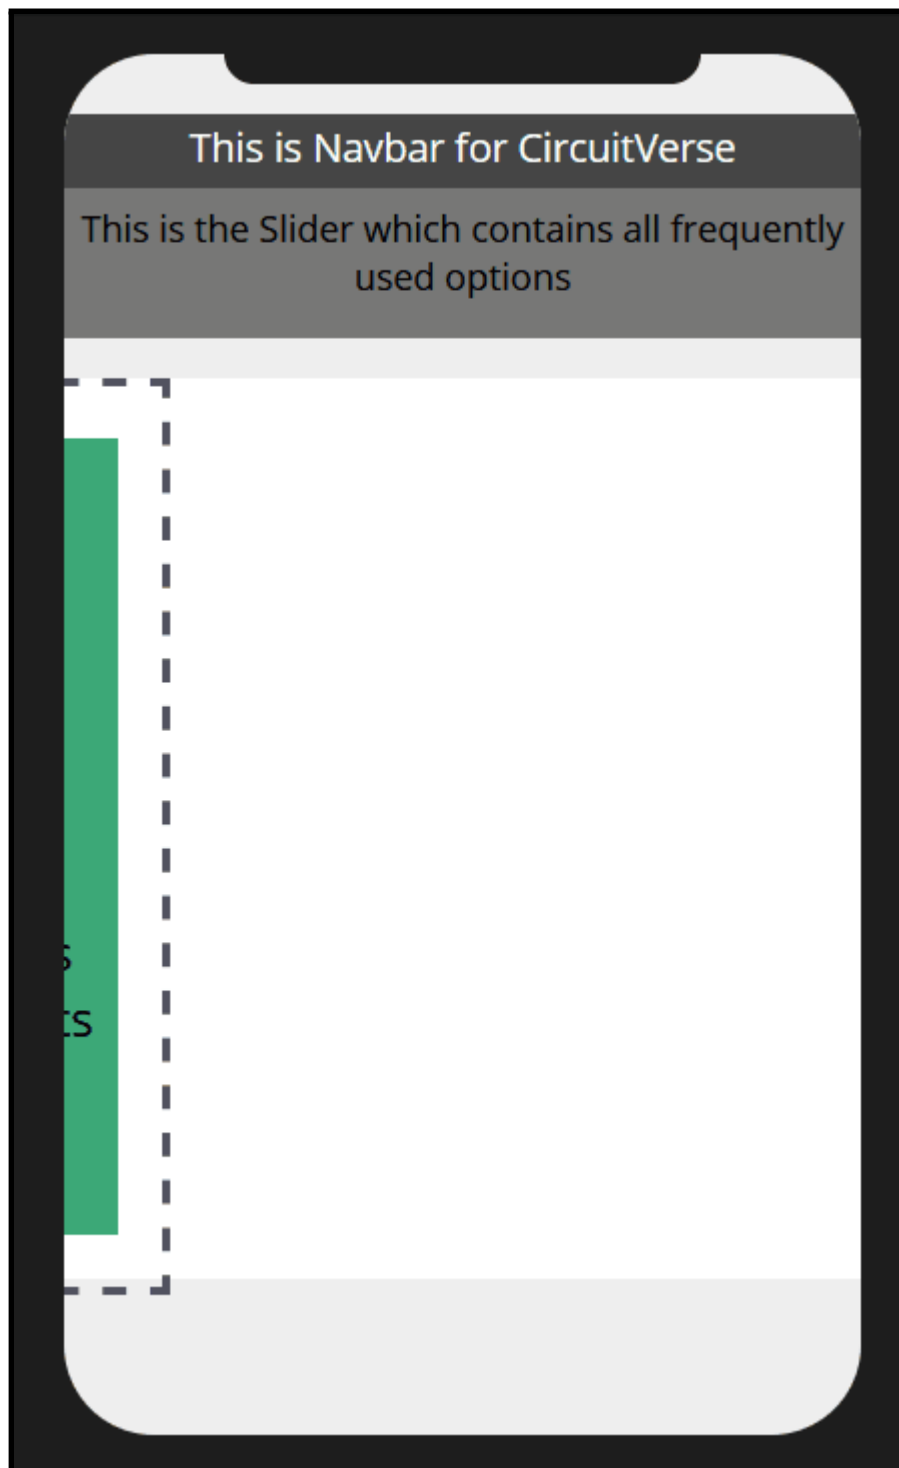 This is Navbar for CircuitVerse
This is the Slider which contains all frequently
used options